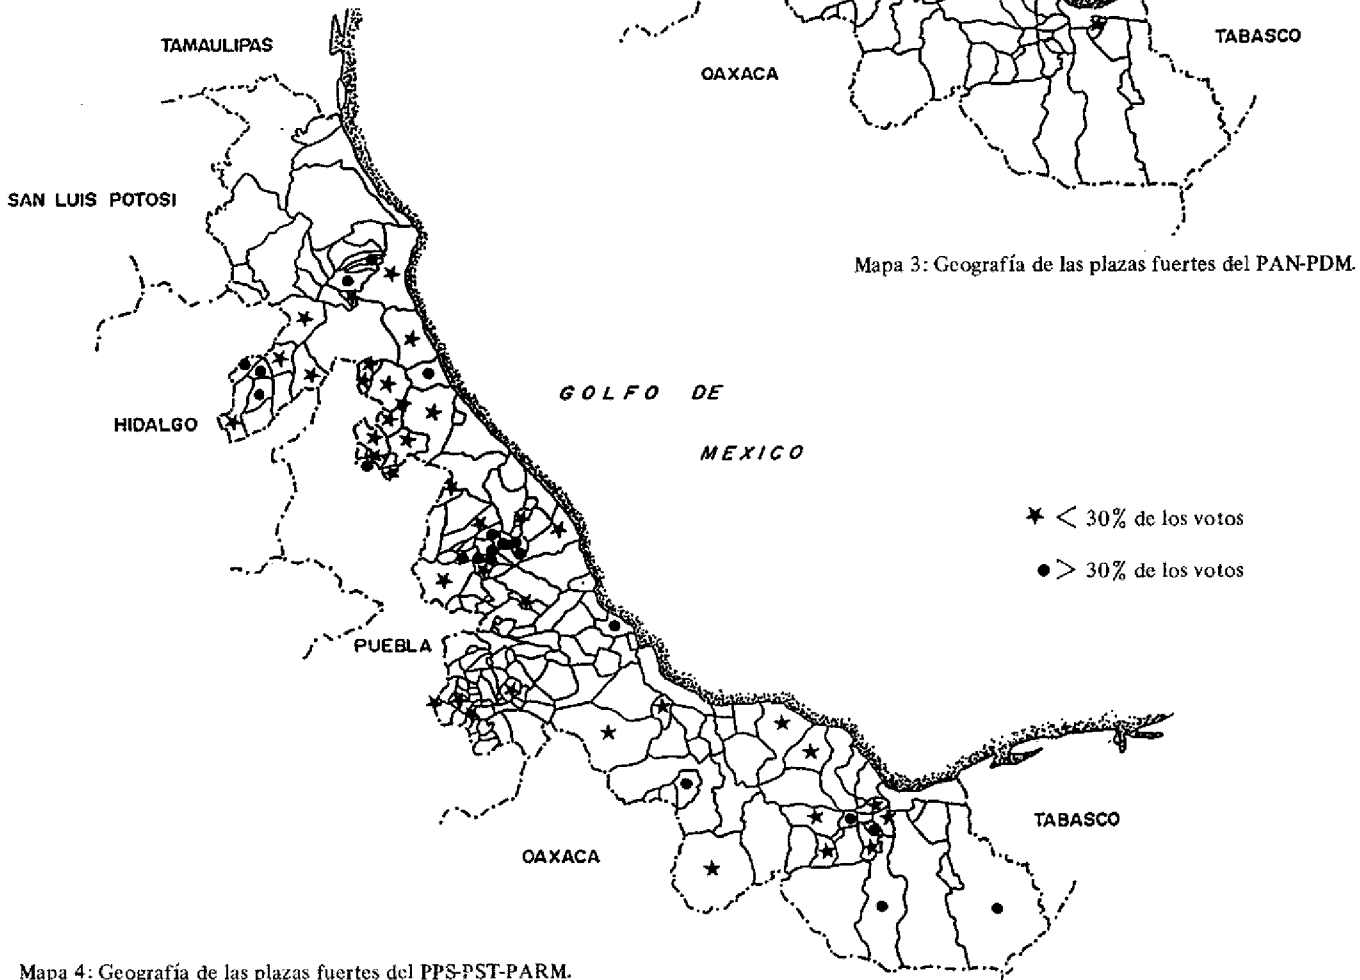 TAMAULIPAS
TABASCO
OAXACA
SAN LUIS POTOSI
Mapa 3: Geografía de las plazas fuertes del PAN-PDM.
GOLFO DE
MEXICO
HIDALGO
★ < 30% de los votos
● > 30% de los votos
PUEBLA
TABASCO
OAXACA
Mapa 4: Geografía de las plazas fuertes del PPS-PST-PARM.